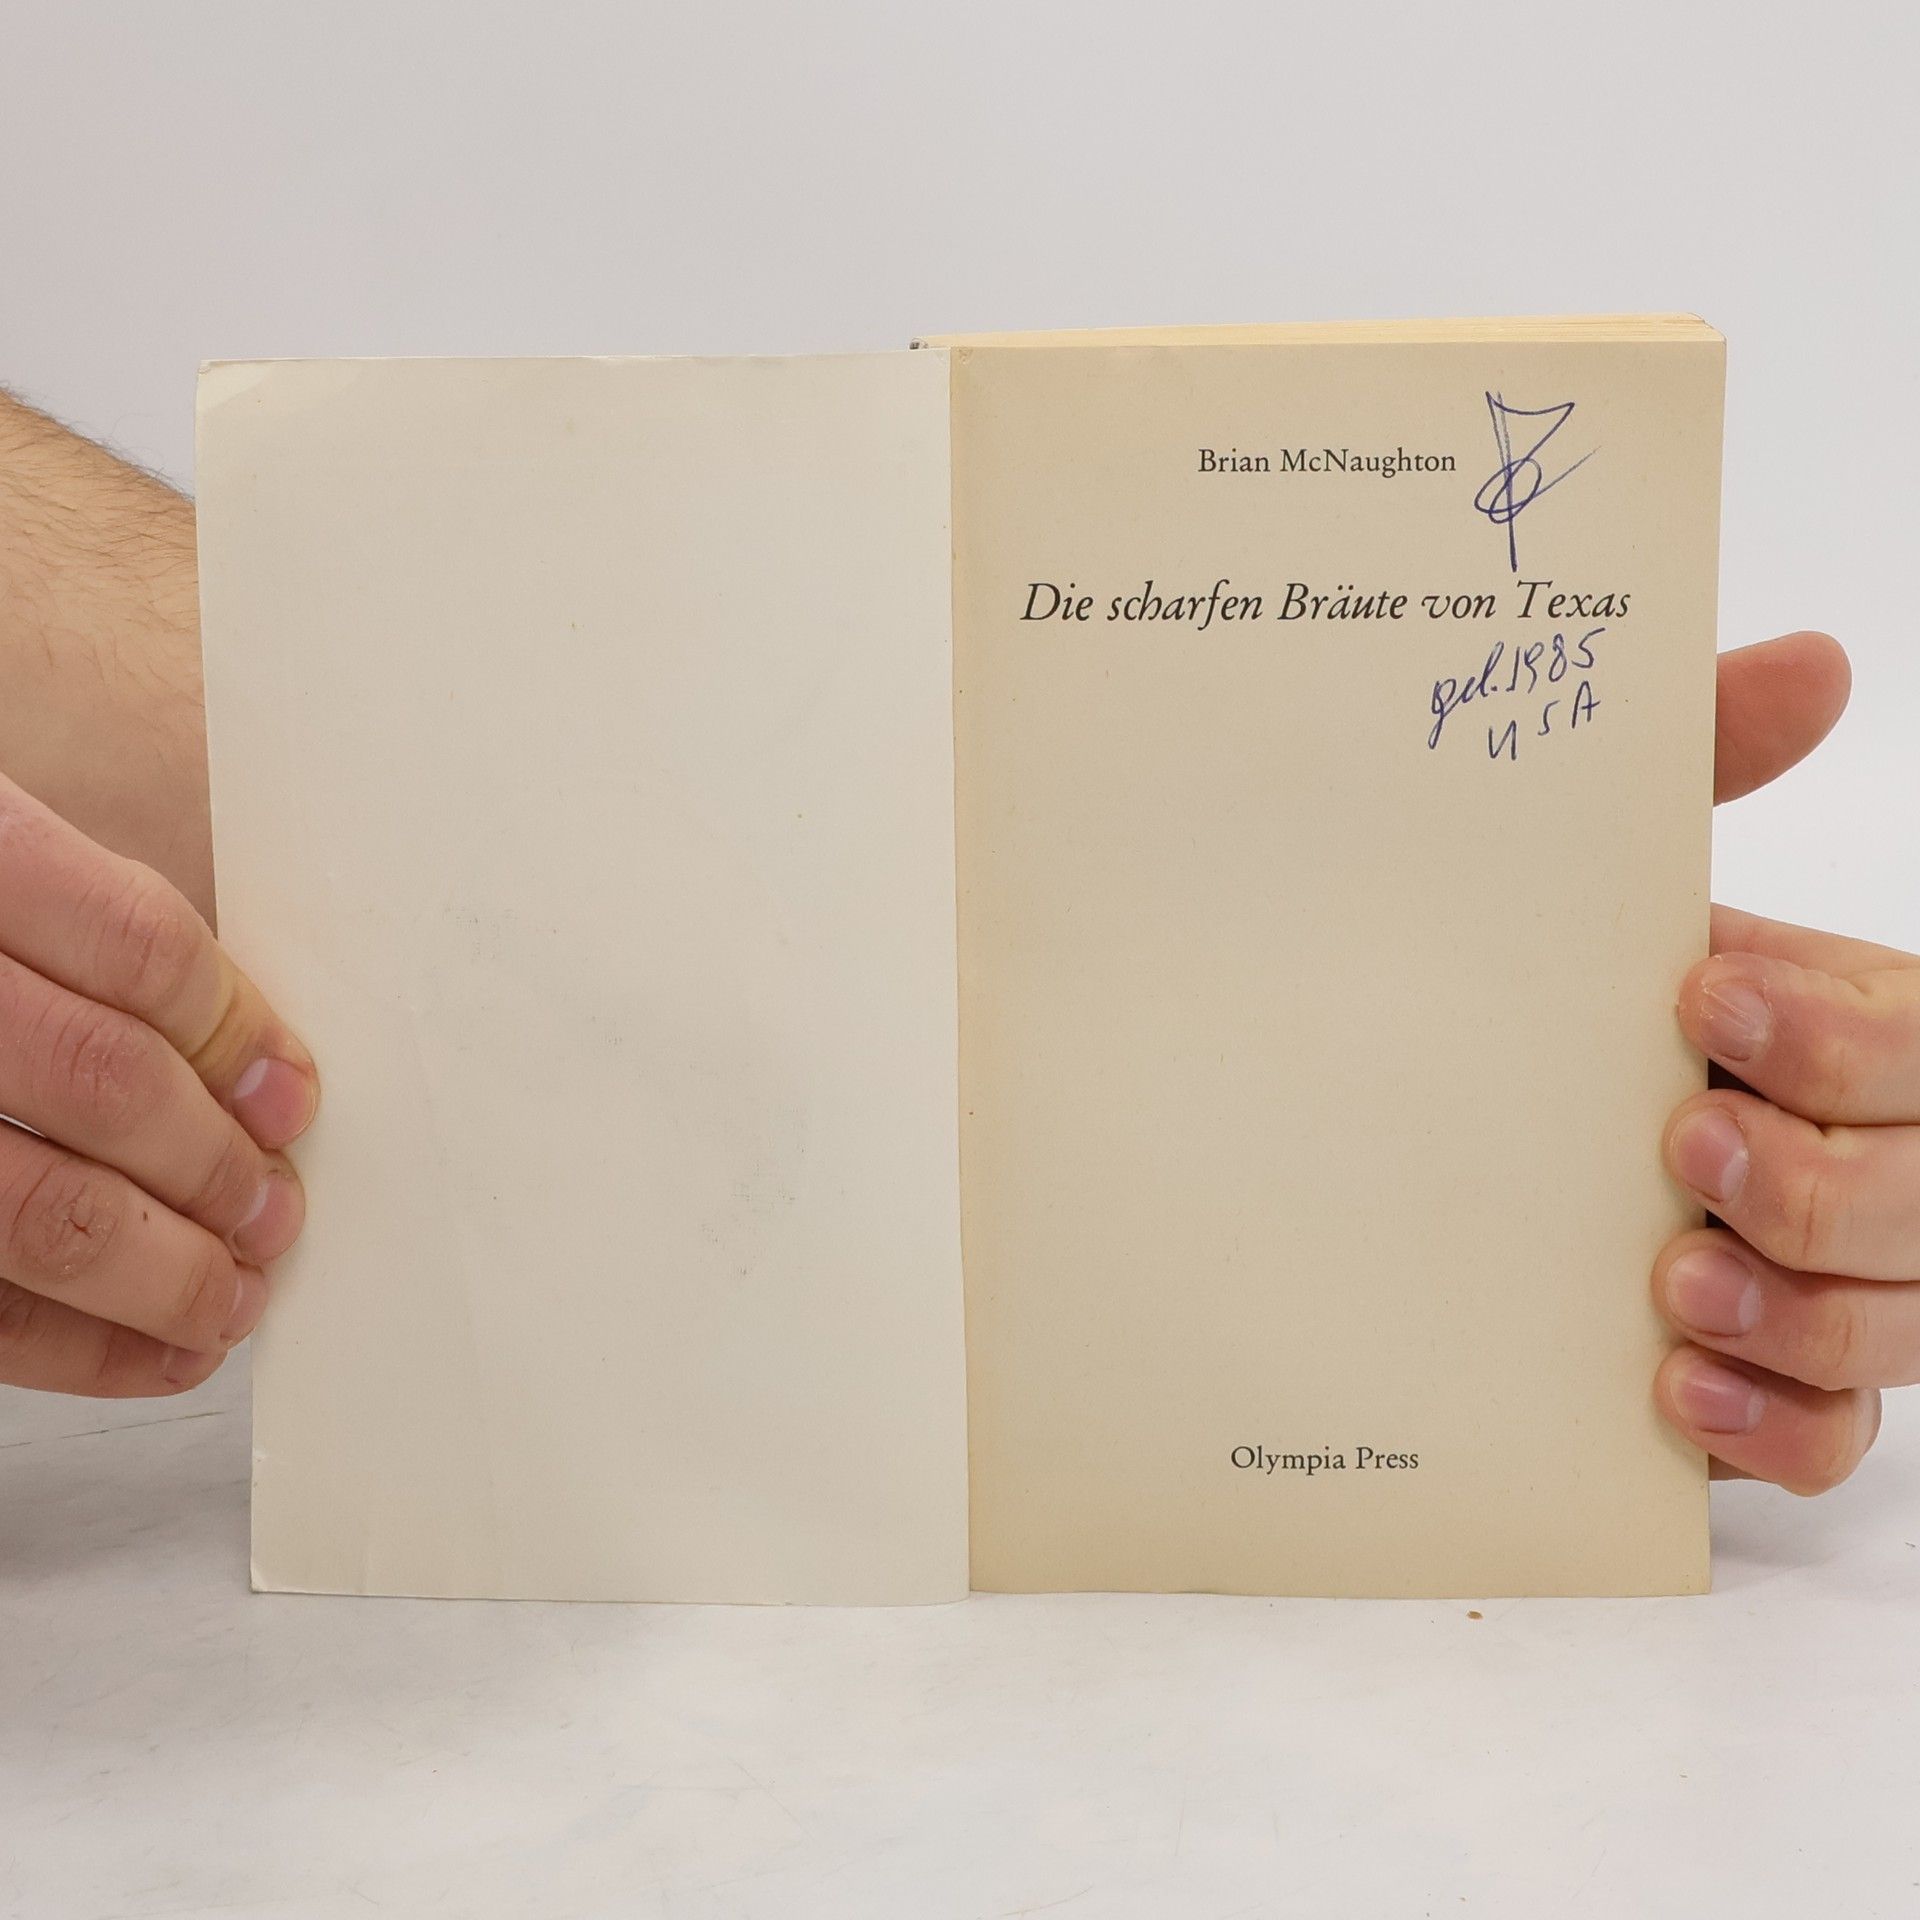 Brian McNaughton
Die scharfen Bräute von Texas
gel. 1985
USA
Olympia Press